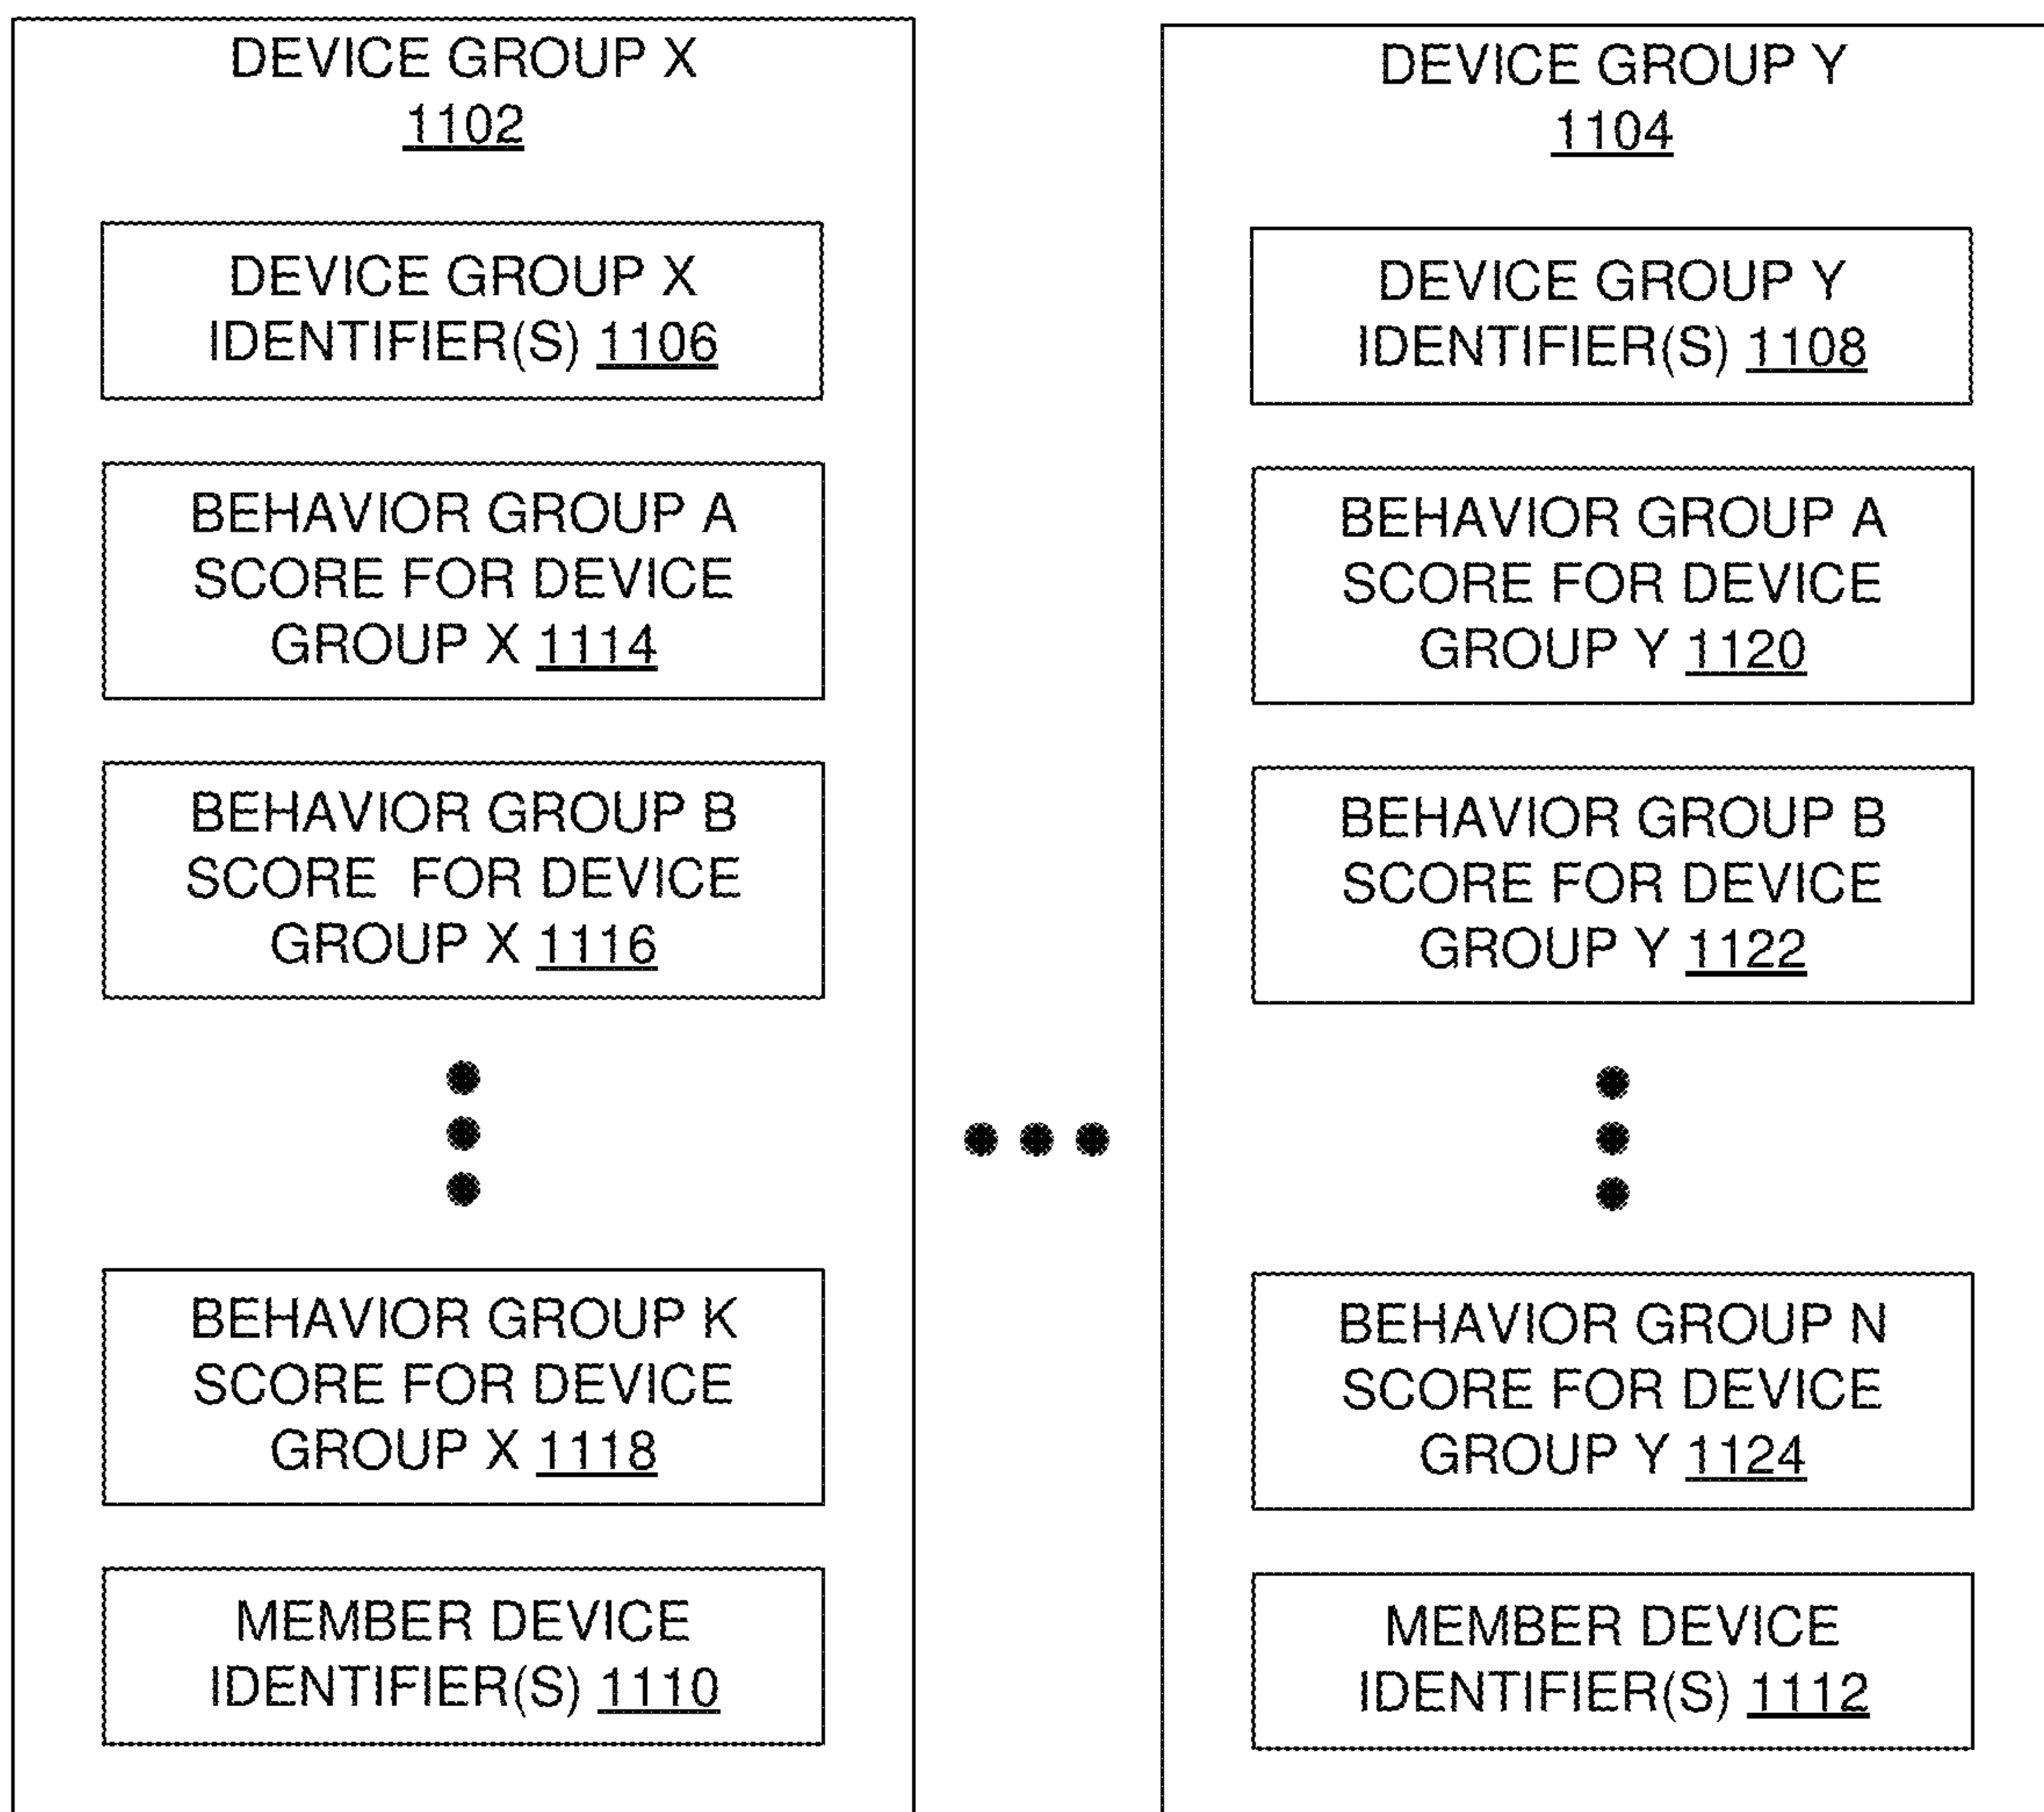 DEVICE GROUP X
1102
DEVICE GROUP X
IDENTIFIER(S) 1106
BEHAVIOR GROUP A
SCORE FOR DEVICE
GROUP X 1114
BEHAVIOR GROUP B
SCORE FOR DEVICE
GROUP X 1116
BEHAVIOR GROUP K
SCORE FOR DEVICE
GROUP X 1118
MEMBER DEVICE
IDENTIFIER(S) 1110
DEVICE GROUP Y
1104
DEVICE GROUP Y
IDENTIFIER(S) 1108
BEHAVIOR GROUP A
SCORE FOR DEVICE
GROUP Y 1120
BEHAVIOR GROUP B
SCORE FOR DEVICE
GROUP Y 1122
BEHAVIOR GROUP N
SCORE FOR DEVICE
GROUP Y 1124
MEMBER DEVICE
IDENTIFIER(S) 1112